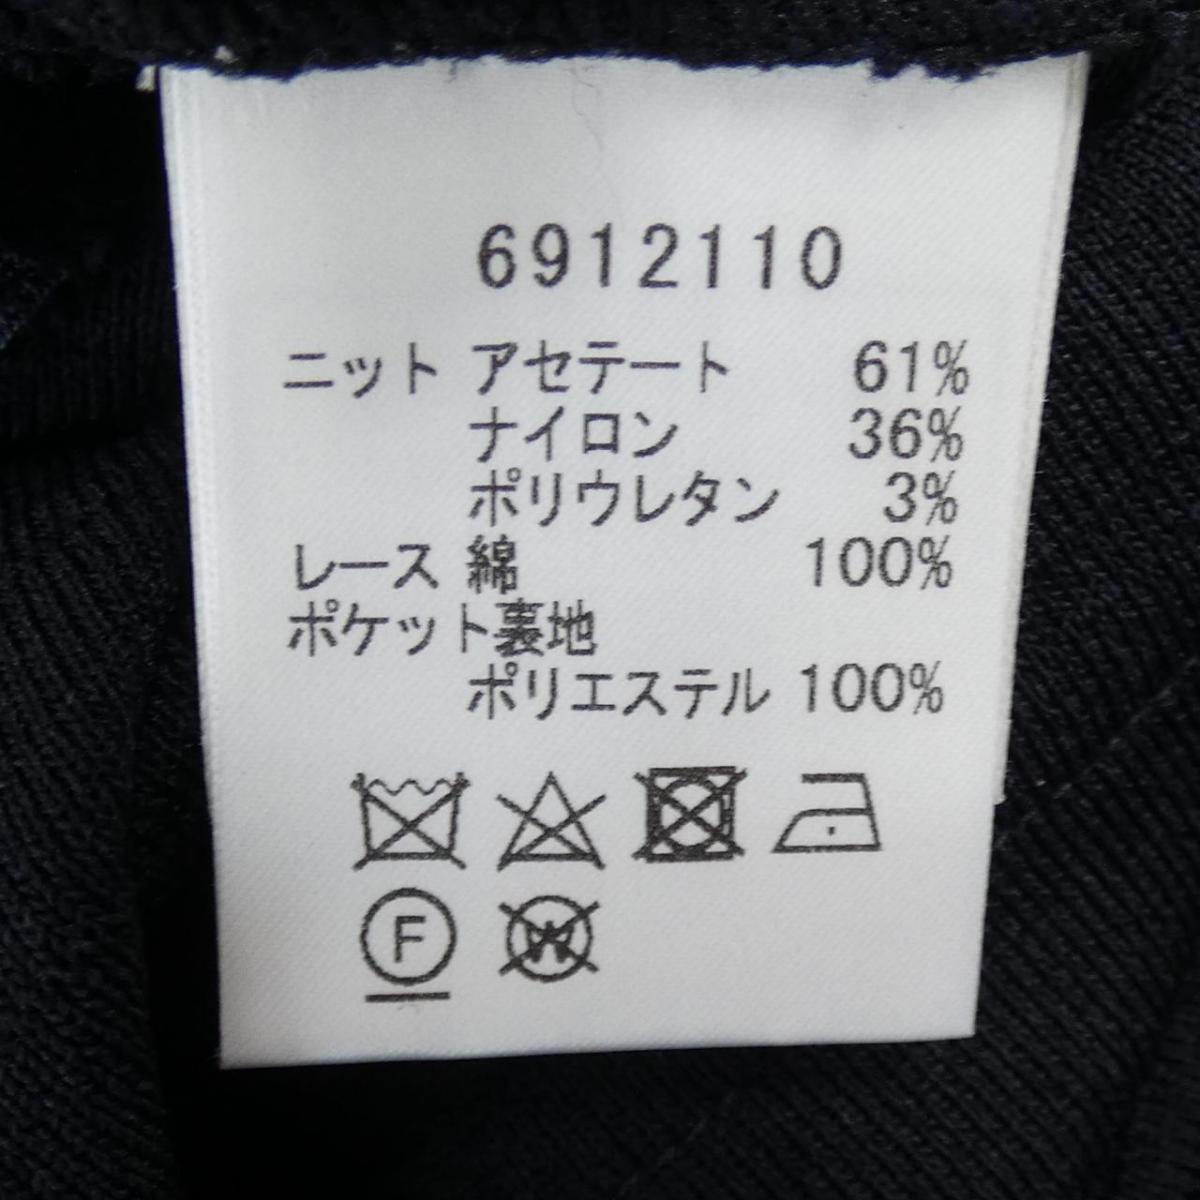 6912110
ニット アセテート 61%
ナイロン 36%
ポリウレタン 3%
レース 綿 100%
ポケット裏地
ポリエステル 100%
F
W